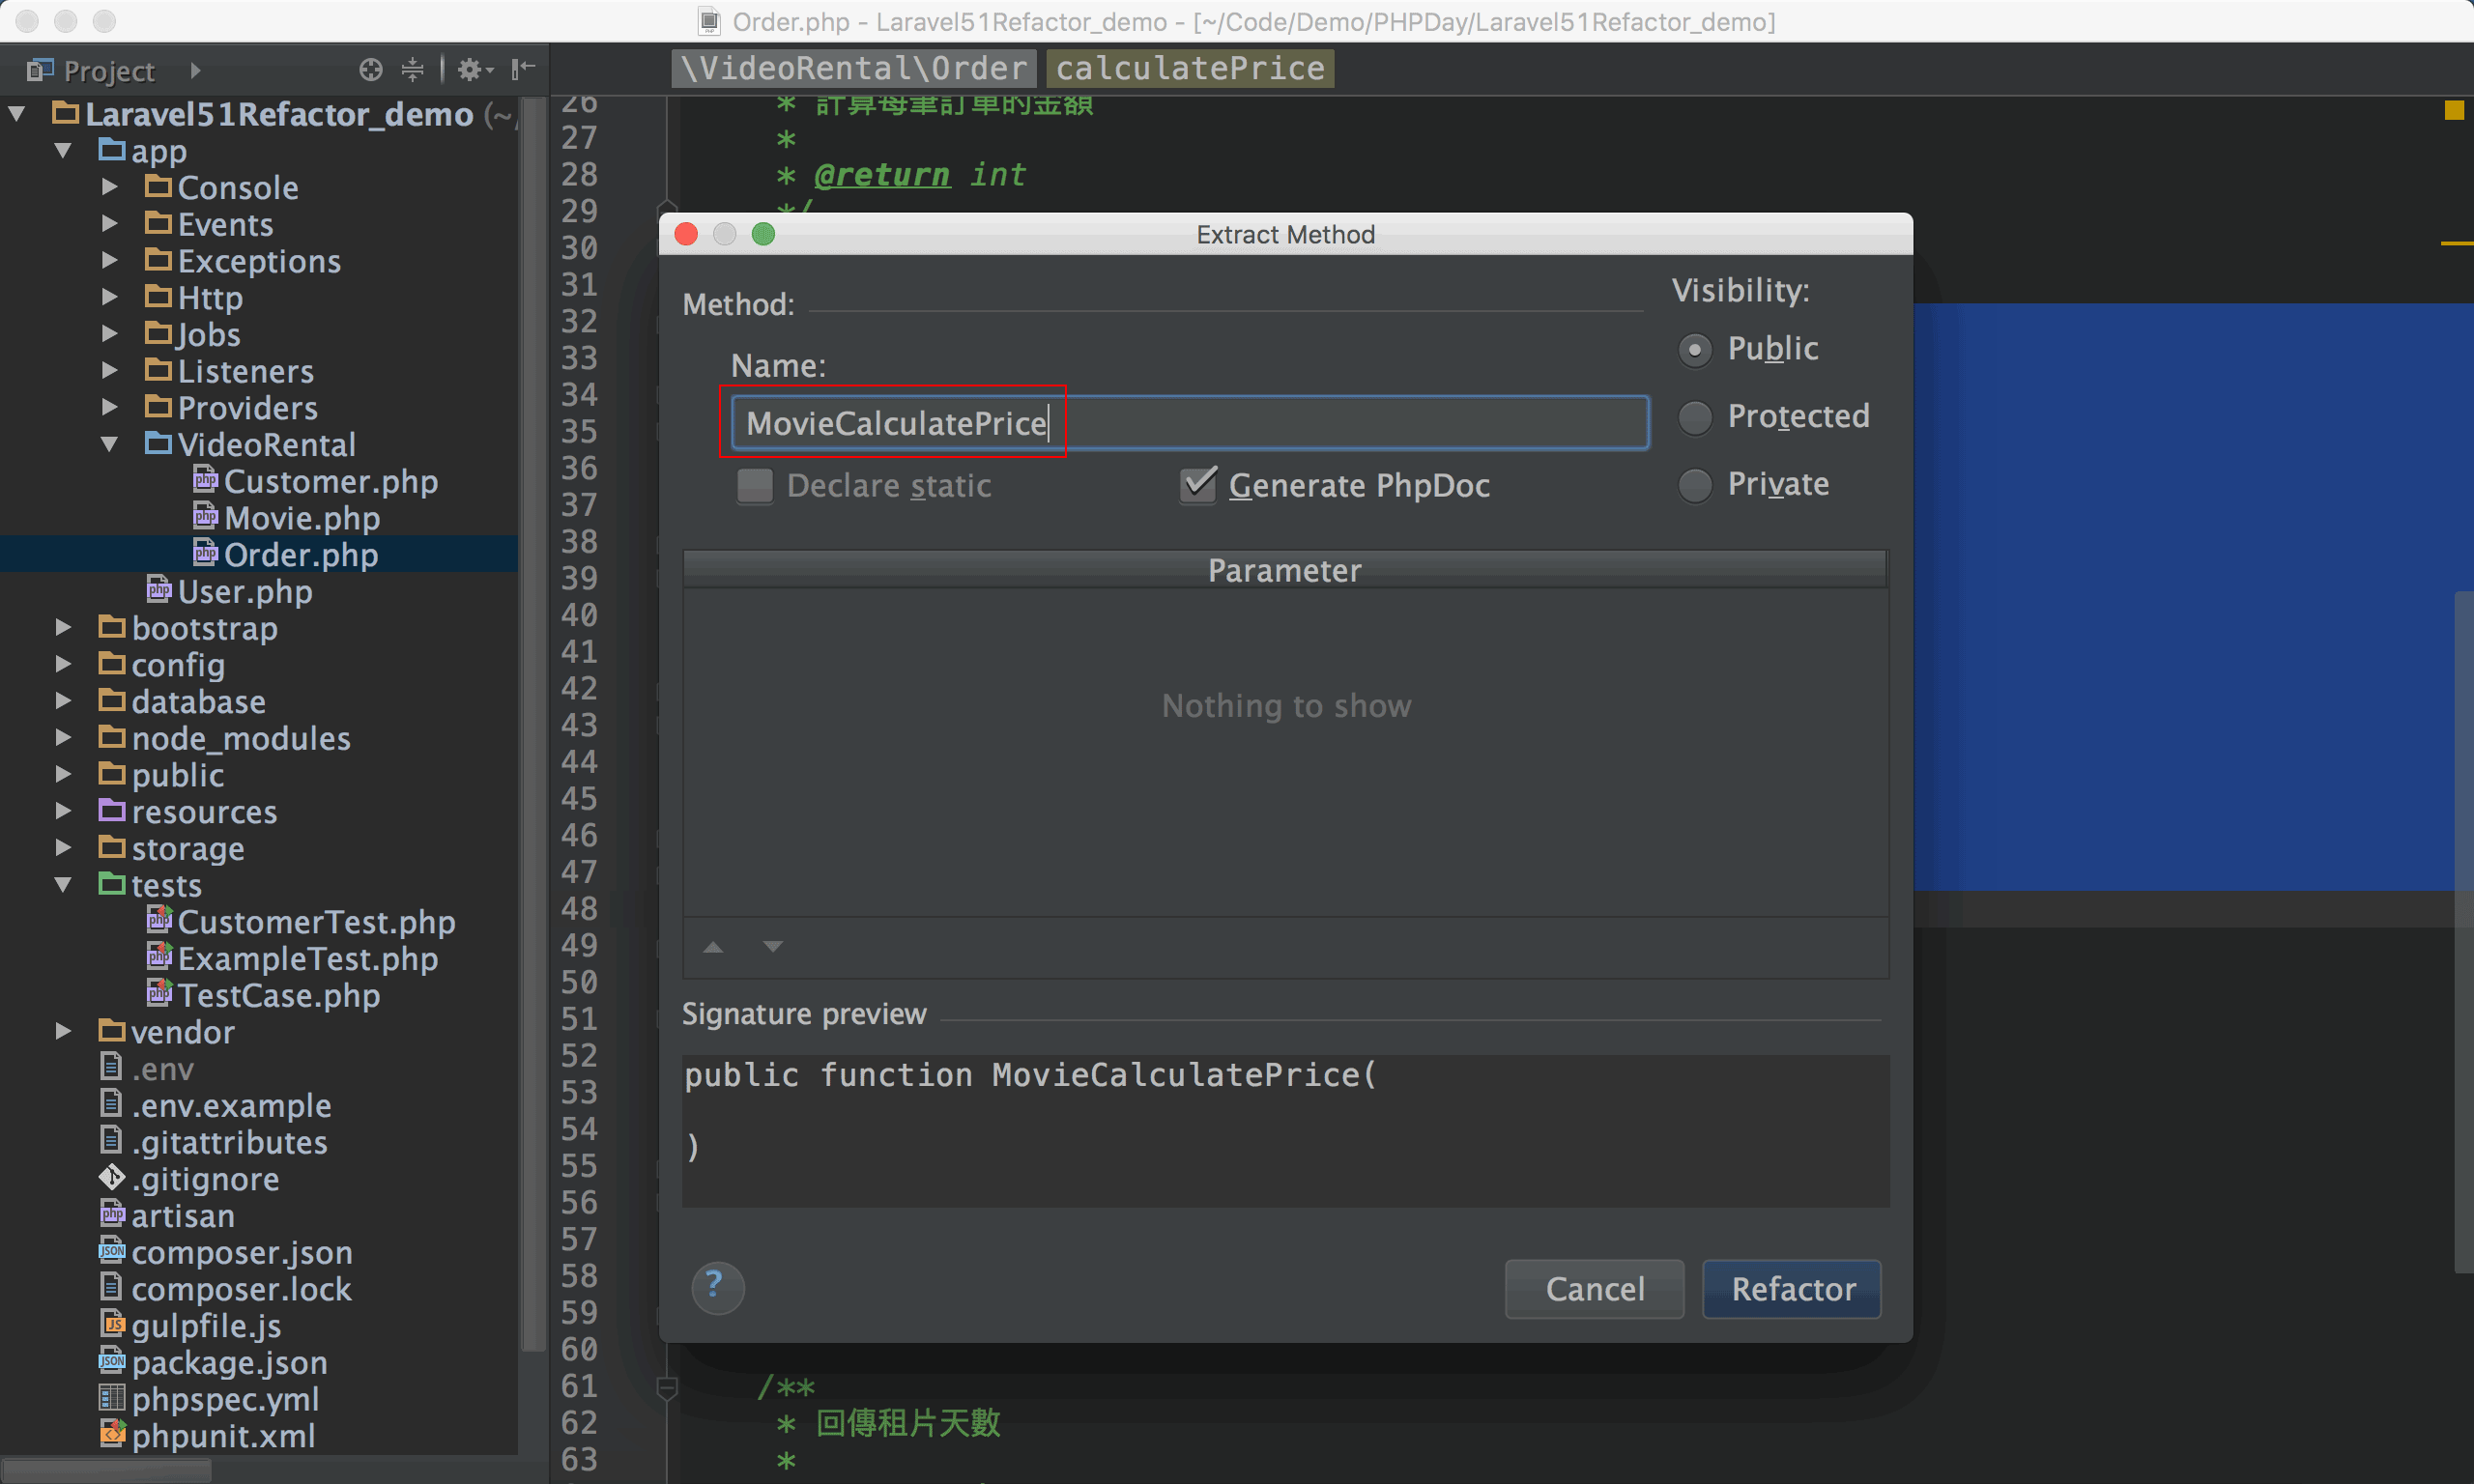 Order.php - Laravel51Refactor_demo - [~/Code/Demo/PHPDay/Laravel51Refactor_demo]
Project
\VideoRental\Order
calculatePrice
Laravel51Refactor_demo (~/
app
Console
Events
Exceptions
Http
Jobs
Listeners
Providers
VideoRental
Customer.php
Movie.php
Order.php
User.php
bootstrap
config
database
node_modules
public
resources
storage
tests
CustomerTest.php
ExampleTest.php
TestCase.php
vendor
.env
.env.example
.gitattributes
.gitignore
artisan
composer.json
composer.lock
gulpfile.js
package.json
phpspec.yml
phpunit.xml
26 * 計算每筆訂單的金額
27 *
28 * @return int
29 */
30
31
32
33
34
35
36
37
38
39
40
41
42
43
44
45
46
47
48
49
50
51
52
53
54
55
56
57
58
59
60
61 /**
62 * 回傳租片天數
63 *
Extract Method
Method:
Name:
MovieCalculatePrice
Declare static
Generate PhpDoc
Visibility:
Public
Protected
Private
Parameter
Nothing to show
Signature preview
public function MovieCalculatePrice(
)
?
Cancel
Refactor